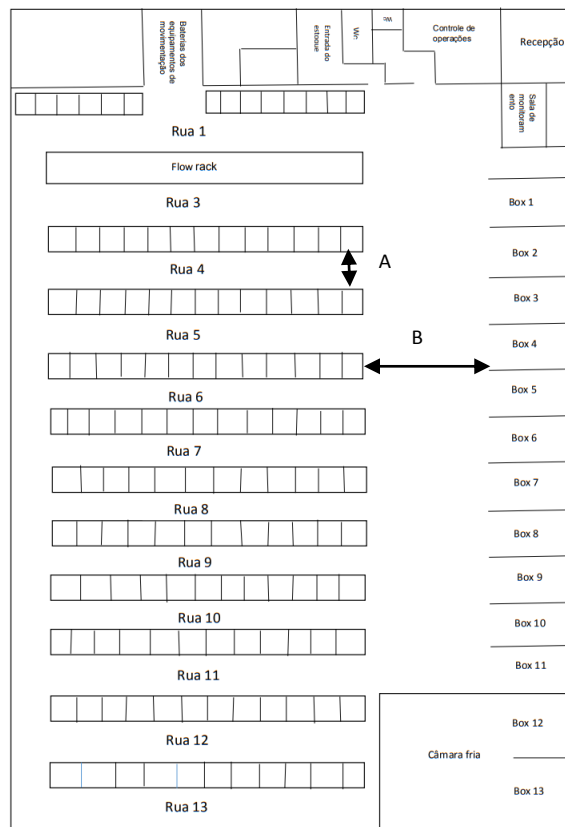 Baterias dos
equipamentos de
movimentação
Entrada do
estoque
Wc
Controle de
operações
Recepção
Sala de
monitoram
ento
Rua 1
Flow rack
Rua 3
Box 1
Rua 4
A
Box 2
Box 3
Rua 5
B
Box 4
Rua 6
Box 5
Box 6
Rua 7
Box 7
Rua 8
Box 8
Rua 9
Box 9
Rua 10
Box 10
Rua 11
Box 11
Rua 12
Box 12
Câmara fria
Rua 13
Box 13